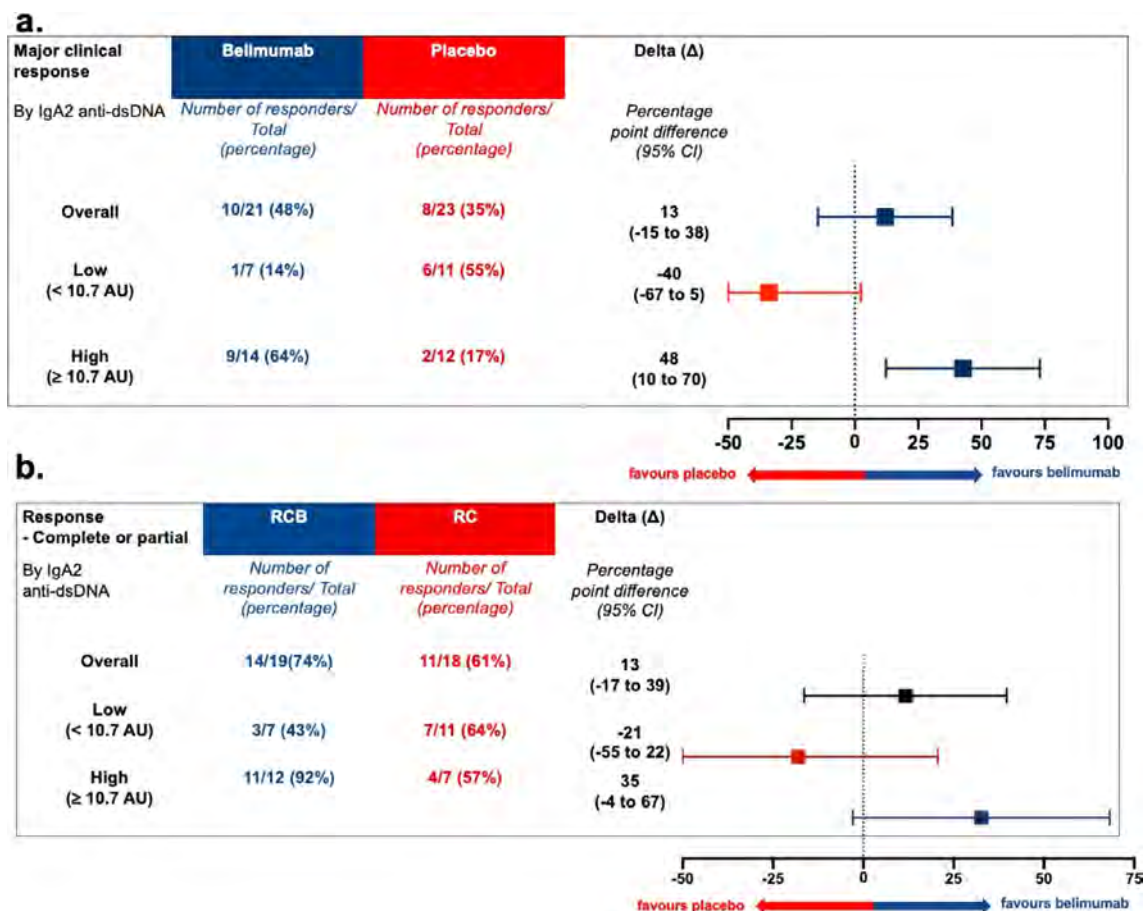 a.
Major clinical response
Belimumab
Placebo
Delta (Δ)
By IgA2 anti-dsDNA
Number of responders/ Total (percentage)
Number of responders/ Total (percentage)
Percentage point difference (95% CI)
Overall
10/21 (48%)
8/23 (35%)
13
(-15 to 38)
Low
(< 10.7 AU)
1/7 (14%)
6/11 (55%)
-40
(-67 to 5)
High
(≥ 10.7 AU)
9/14 (64%)
2/12 (17%)
48
(10 to 70)
-50 -25 0 25 50 75 100
favours placebo
favours belimumab
b.
Response
- Complete or partial
RCB
RC
Delta (Δ)
By IgA2
anti-dsDNA
Number of responders/ Total (percentage)
Number of responders/ Total (percentage)
Percentage point difference (95% CI)
Overall
14/19(74%)
11/18 (61%)
13
(-17 to 39)
Low
(< 10.7 AU)
3/7 (43%)
7/11 (64%)
-21
(-55 to 22)
High
(≥ 10.7 AU)
11/12 (92%)
4/7 (57%)
35
(-4 to 67)
-50 -25 0 25 50 75
favours placebo
favours belimumab